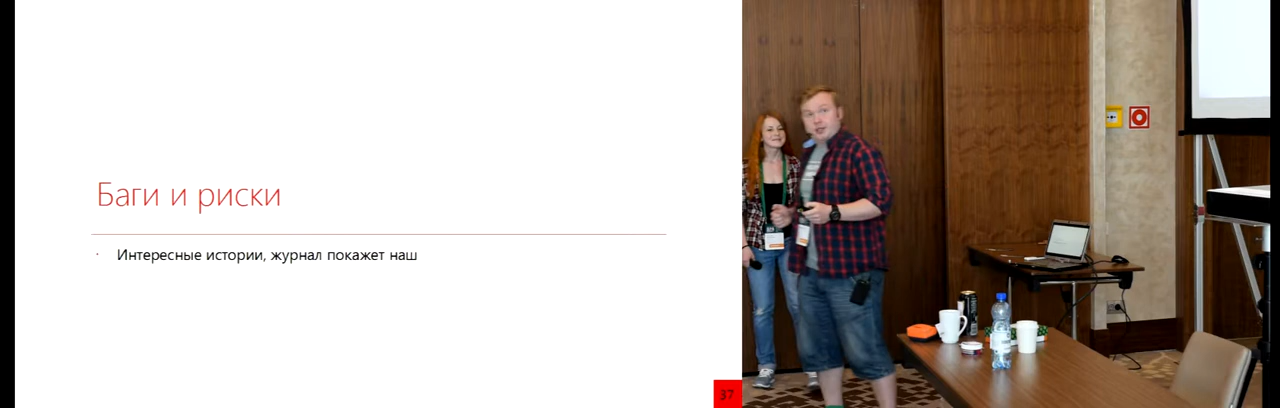 Баги и риски
Интересные истории, журнал покажет наш
37